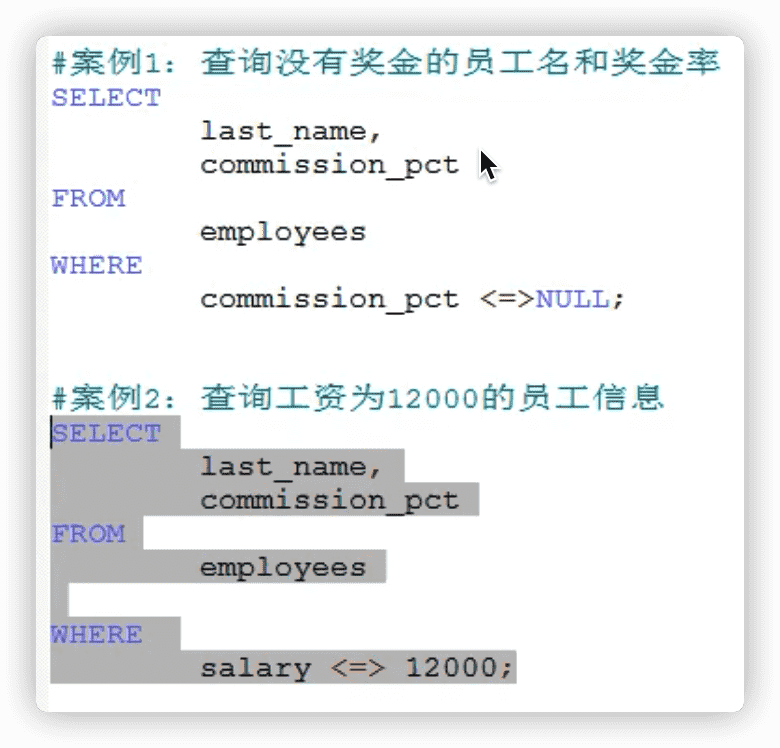 #案例1：查询没有奖金的员工名和奖金率
SELECT
last_name,
commission_pct
FROM
employees
WHERE
commission_pct <=>NULL;
#案例2：查询工资为12000的员工信息
SELECT
last_name,
commission_pct
FROM
employees
WHERE
salary <=> 12000;